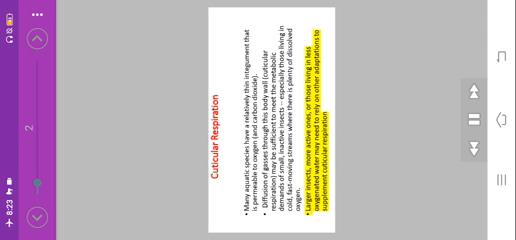 Cuticular Respiration
• Many aquatic species have a relatively thin integument that
is permeable to oxygen (and carbon dioxide).
• Diffusion of gasses through this body wall (cuticular
respiration) may be sufficient to meet the metabolic
demands of small, inactive insects – especially those living in
cold, fast-moving streams where there is plenty of dissolved
oxygen.
• Larger insects, more active ones, or those living in less
oxygenated water may need to rely on other adaptations to
supplement cuticular respiration
8:23
2